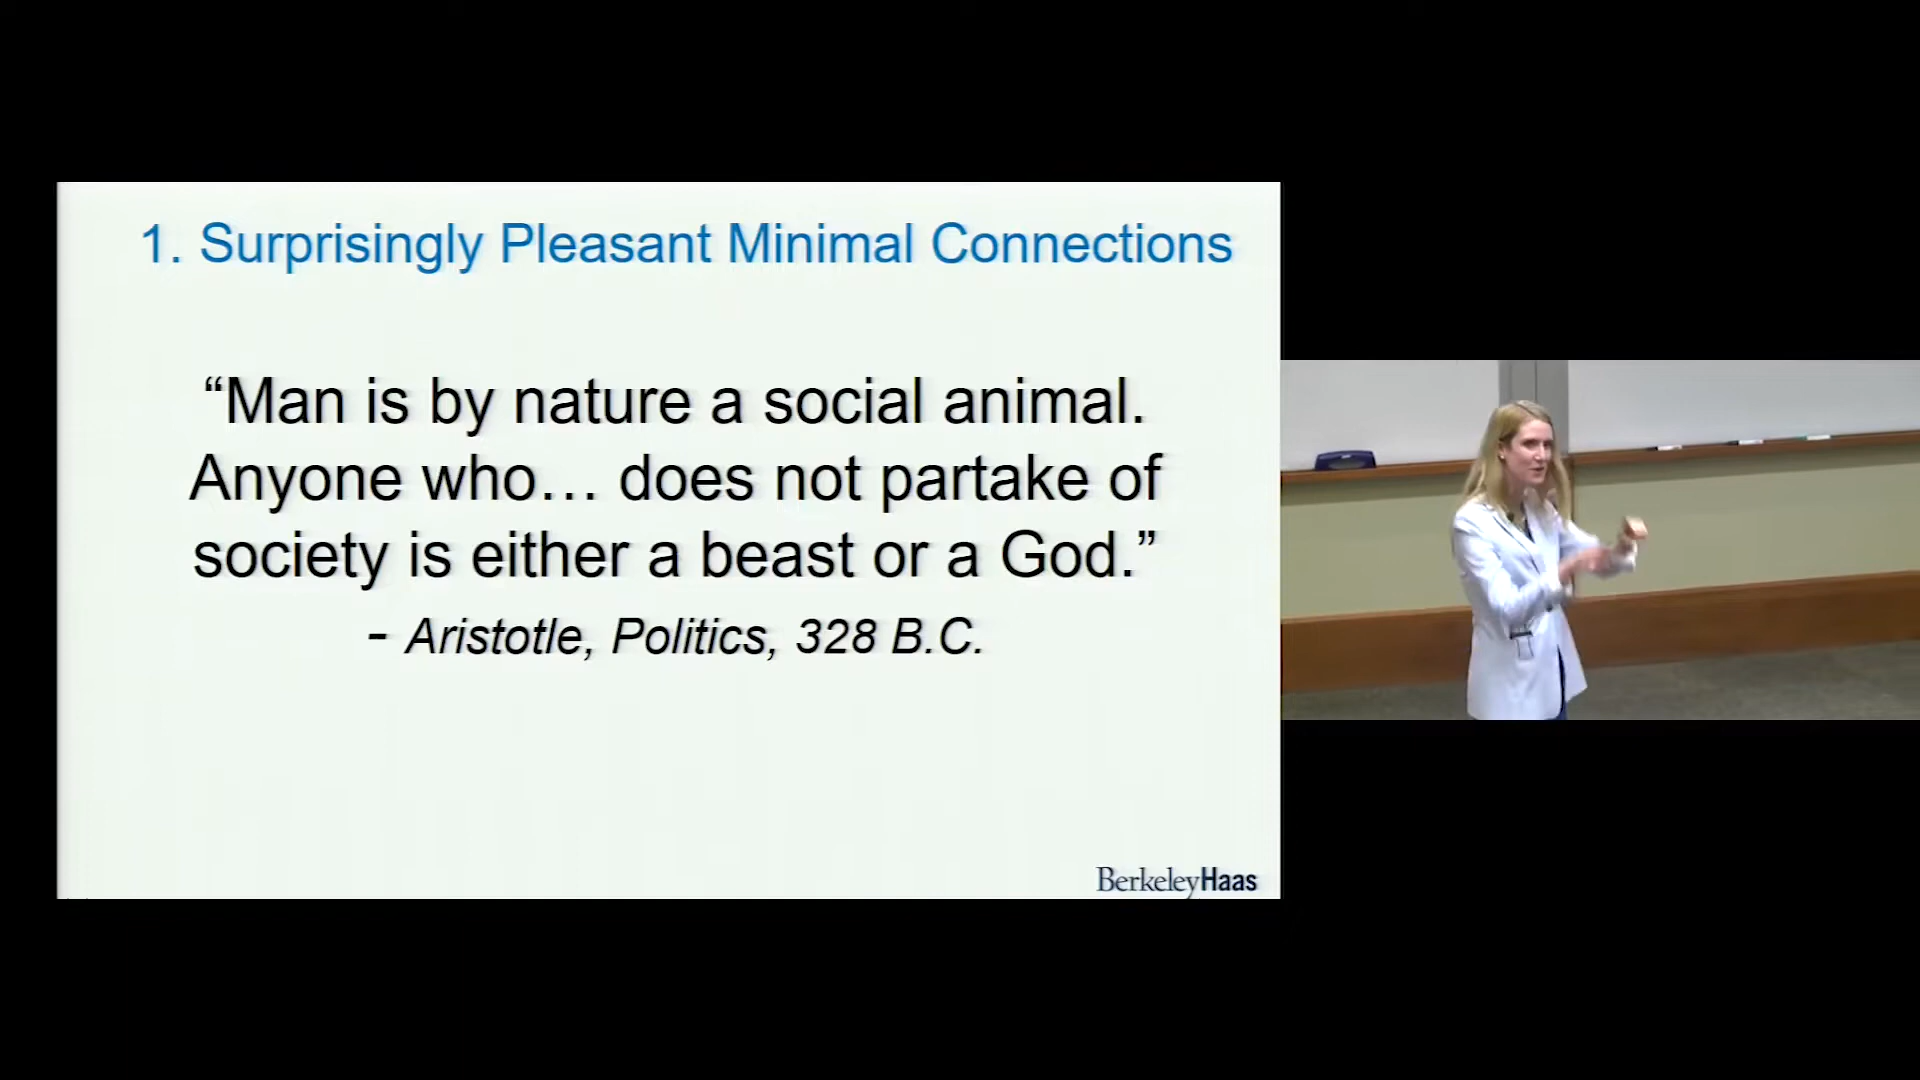 1. Surprisingly Pleasant Minimal Connections
“Man is by nature a social animal.
Anyone who… does not partake of
society is either a beast or a God.”
- Aristotle, Politics, 328 B.C.
BerkeleyHaas